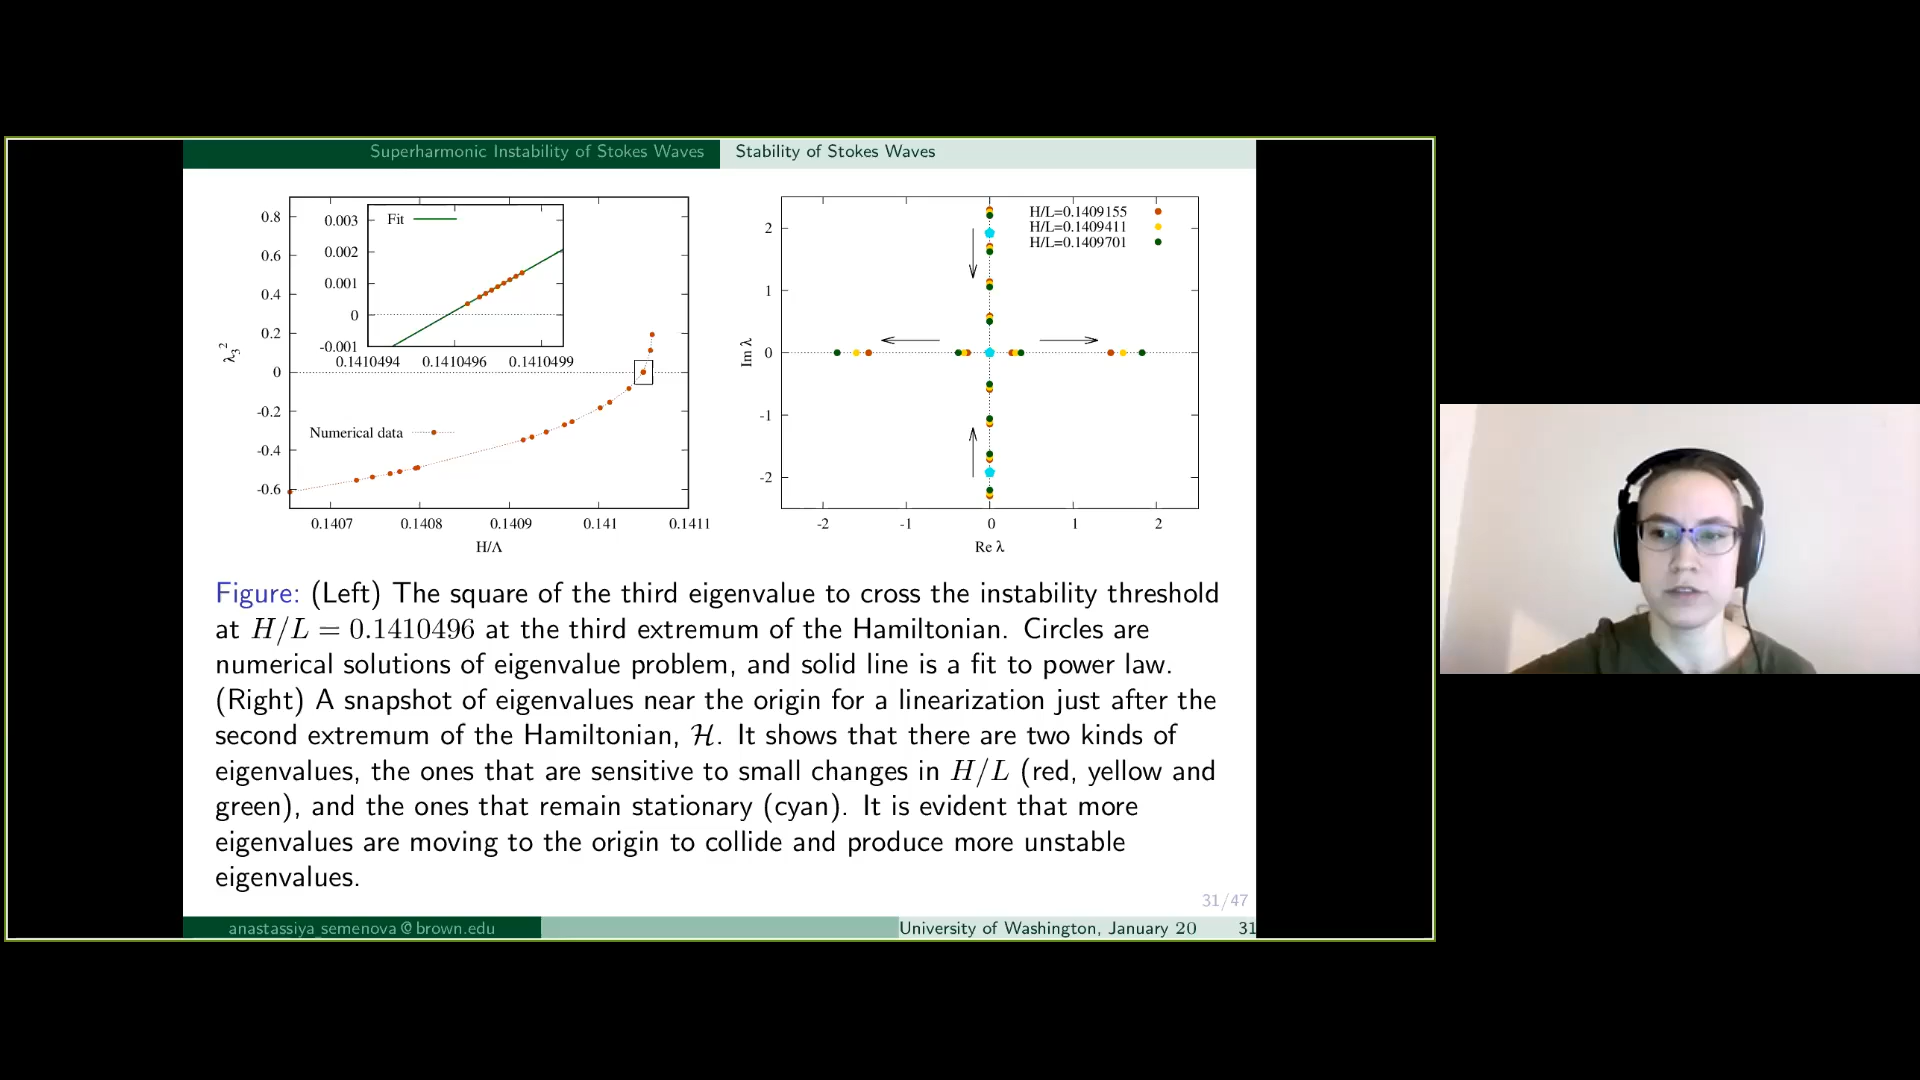 Superharmonic Instability of Stokes Waves
Stability of Stokes Waves
0.8
0.6
0.4
0.2
0
-0.2
-0.4
-0.6
λ₃²
Fit
0.003
0.002
0.001
0
-0.001
0.1410494
0.1410496
0.1410499
Numerical data
0.1407
0.1408
0.1409
0.141
0.1411
H/Λ
H/L=0.1409155
H/L=0.1409411
H/L=0.1409701
2
1
0
-1
-2
Im λ
-2
-1
0
1
2
Re λ
Figure: (Left) The square of the third eigenvalue to cross the instability threshold
at H/L = 0.1410496 at the third extremum of the Hamiltonian. Circles are
numerical solutions of eigenvalue problem, and solid line is a fit to power law.
(Right) A snapshot of eigenvalues near the origin for a linearization just after the
second extremum of the Hamiltonian, ℋ. It shows that there are two kinds of
eigenvalues, the ones that are sensitive to small changes in H/L (red, yellow and
green), and the ones that remain stationary (cyan). It is evident that more
eigenvalues are moving to the origin to collide and produce more unstable
eigenvalues.
31/47
anastassiya_semenova@brown.edu
University of Washington, January 20
31